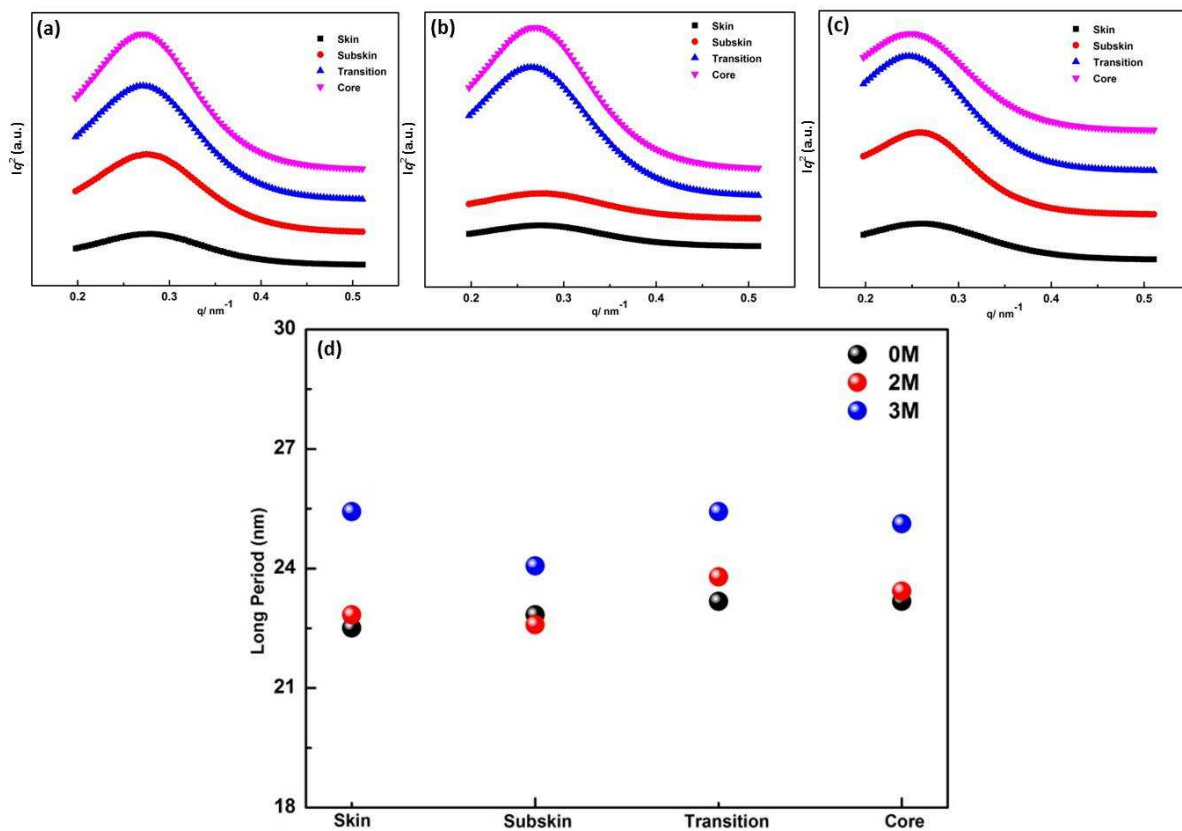 (a)
Skin
Subskin
Transition
Core
Iq² (a.u.)
0.2 0.3 0.4 0.5
q/ nm⁻¹
(b)
Skin
Subskin
Transition
Core
Iq² (a.u.)
0.2 0.3 0.4 0.5
q/ nm⁻¹
(c)
Skin
Subskin
Transition
Core
Iq² (a.u.)
0.2 0.3 0.4 0.5
q/ nm⁻¹
(d)
0M
2M
3M
Long Period (nm)
30
27
24
21
18
Skin Subskin Transition Core